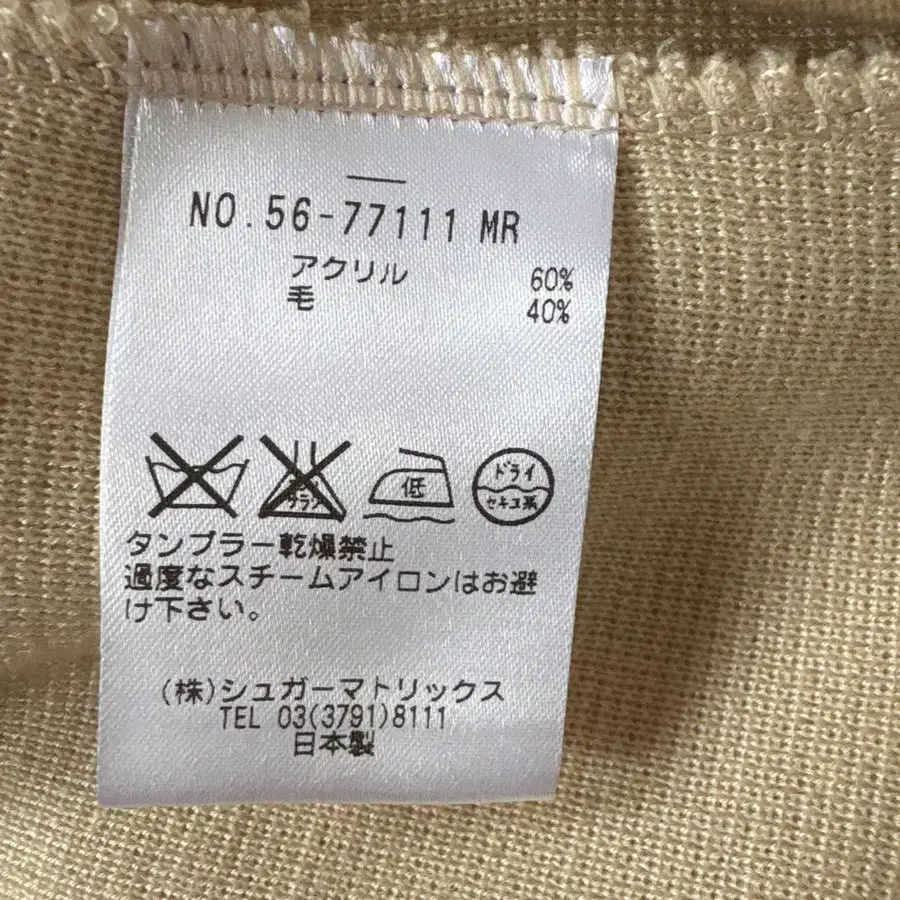 NO.56-77111 MR
アクリル 60%
毛 40%
低
ドライ
セキユ系
タンブラー乾燥禁止
過度なスチームアイロンはお避
け下さい。
(株)シュガーマトリックス
TEL 03(3791)8111
日本製